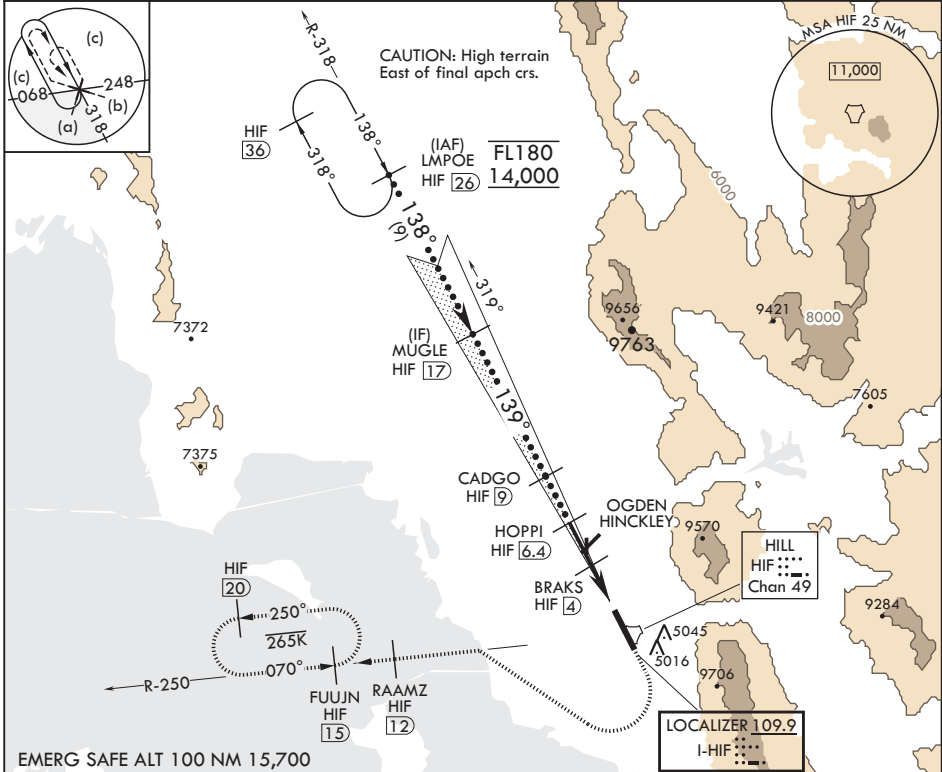 (c)
(c)
068
248
(b)
(a)
318
R-318
CAUTION: High terrain
East of final apch crs.
MSA HIF 25 NM
11,000
HIF
36
138°
318°
(IAF)
LMPOE
HIF 26
FL180
14,000
138°
(9)
319°
6000
7372
(IF)
MUGLE
HIF 17
9656
9763
9421
8000
139°
7605
7375
CADGO
HIF 9
HOPPI
HIF 6.4
OGDEN
HINCKLEY
9570
BRAKS
HIF 4
HILL
HIF
Chan 49
HIF
20
250°
265K
070°
R-250
FUUJN
HIF
15
RAAMZ
HIF
12
5045
5016
9284
9706
LOCALIZER 109.9
I-HIF
EMERG SAFE ALT 100 NM 15,700